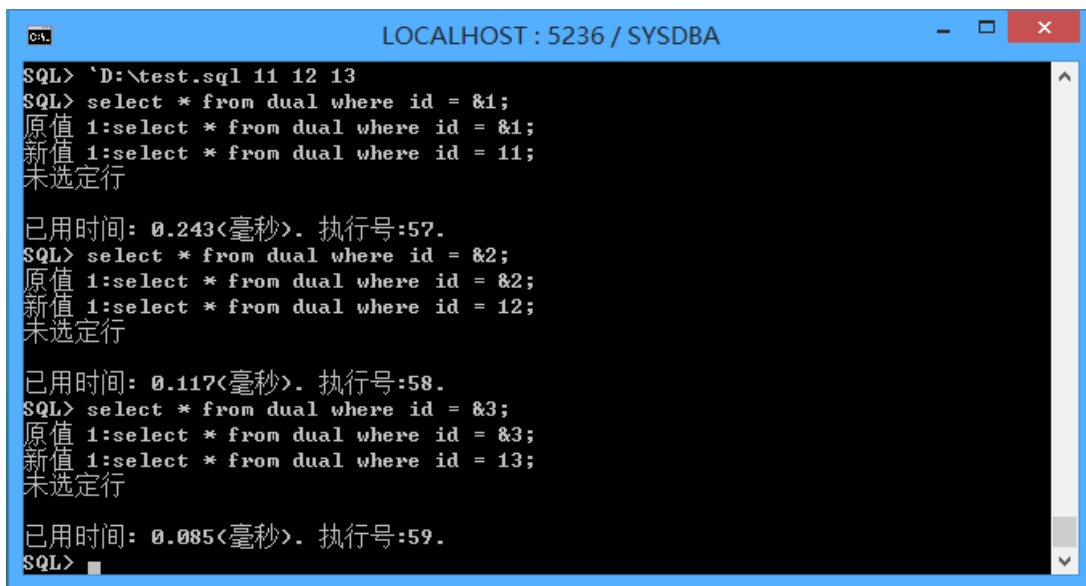 LOCALHOST : 5236 / SYSDBA
SQL> `D:\test.sql 11 12 13
SQL> select * from dual where id = &1;
原值 1:select * from dual where id = &1;
新值 1:select * from dual where id = 11;
未选定行
已用时间: 0.243(毫秒). 执行号:57.
SQL> select * from dual where id = &2;
原值 1:select * from dual where id = &2;
新值 1:select * from dual where id = 12;
未选定行
已用时间: 0.117(毫秒). 执行号:58.
SQL> select * from dual where id = &3;
原值 1:select * from dual where id = &3;
新值 1:select * from dual where id = 13;
未选定行
已用时间: 0.085(毫秒). 执行号:59.
SQL>